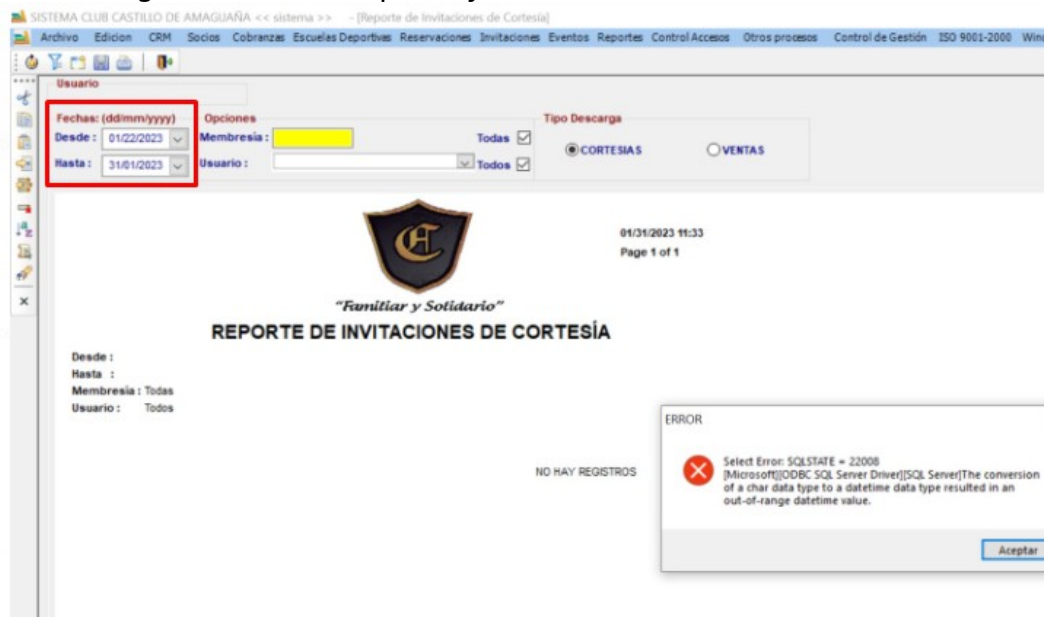 SISTEMA CLUB CASTILLO DE AMAGUAÑA << sistema >> - [Reporte de Invitaciones de Cortesía]
Archivo Edicion CRM Socios Cobranzas Escuelas Deportivas Reservaciones Invitaciones Eventos Reportes Control Accesos Otros procesos Control de Gestión ISO 9001-2000
Usuario
Fechas: (dd/mm/yyyy) Opciones Tipo Descarga
Desde : 01/22/2023 Membresia : Todas CORTESIAS VENTAS
Hasta : 31/01/2023 Usuario : Todos
01/31/2023 11:33
Page 1 of 1
"Familiar y Solidario"
REPORTE DE INVITACIONES DE CORTESÍA
Desde :
Hasta :
Membresia : Todas
Usuario : Todos
NO HAY REGISTROS
ERROR
Select Error: SQLSTATE = 22008
[Microsoft][ODBC SQL Server Driver][SQL Server]The conversion
of a char data type to a datetime data type resulted in an
out-of-range datetime value.
Aceptar